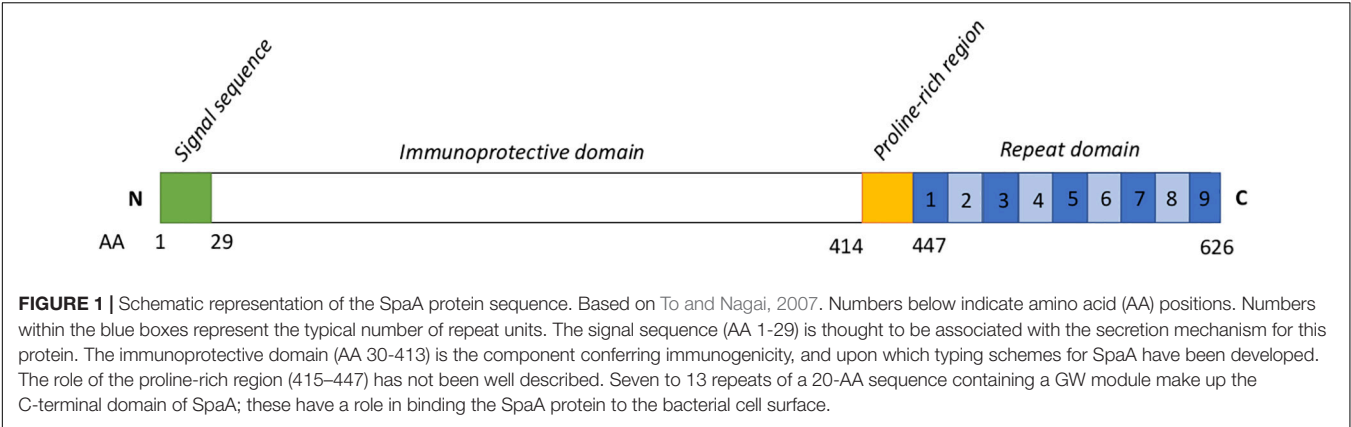 Signal sequence
Immunoprotective domain
Proline-rich region
Repeat domain
N 1 2 3 4 5 6 7 8 9 C
AA 1 29 414 447 626
FIGURE 1 | Schematic representation of the SpaA protein sequence. Based on To and Nagai, 2007. Numbers below indicate amino acid (AA) positions. Numbers
within the blue boxes represent the typical number of repeat units. The signal sequence (AA 1-29) is thought to be associated with the secretion mechanism for this
protein. The immunoprotective domain (AA 30-413) is the component conferring immunogenicity, and upon which typing schemes for SpaA have been developed.
The role of the proline-rich region (415–447) has not been well described. Seven to 13 repeats of a 20-AA sequence containing a GW module make up the
C-terminal domain of SpaA; these have a role in binding the SpaA protein to the bacterial cell surface.